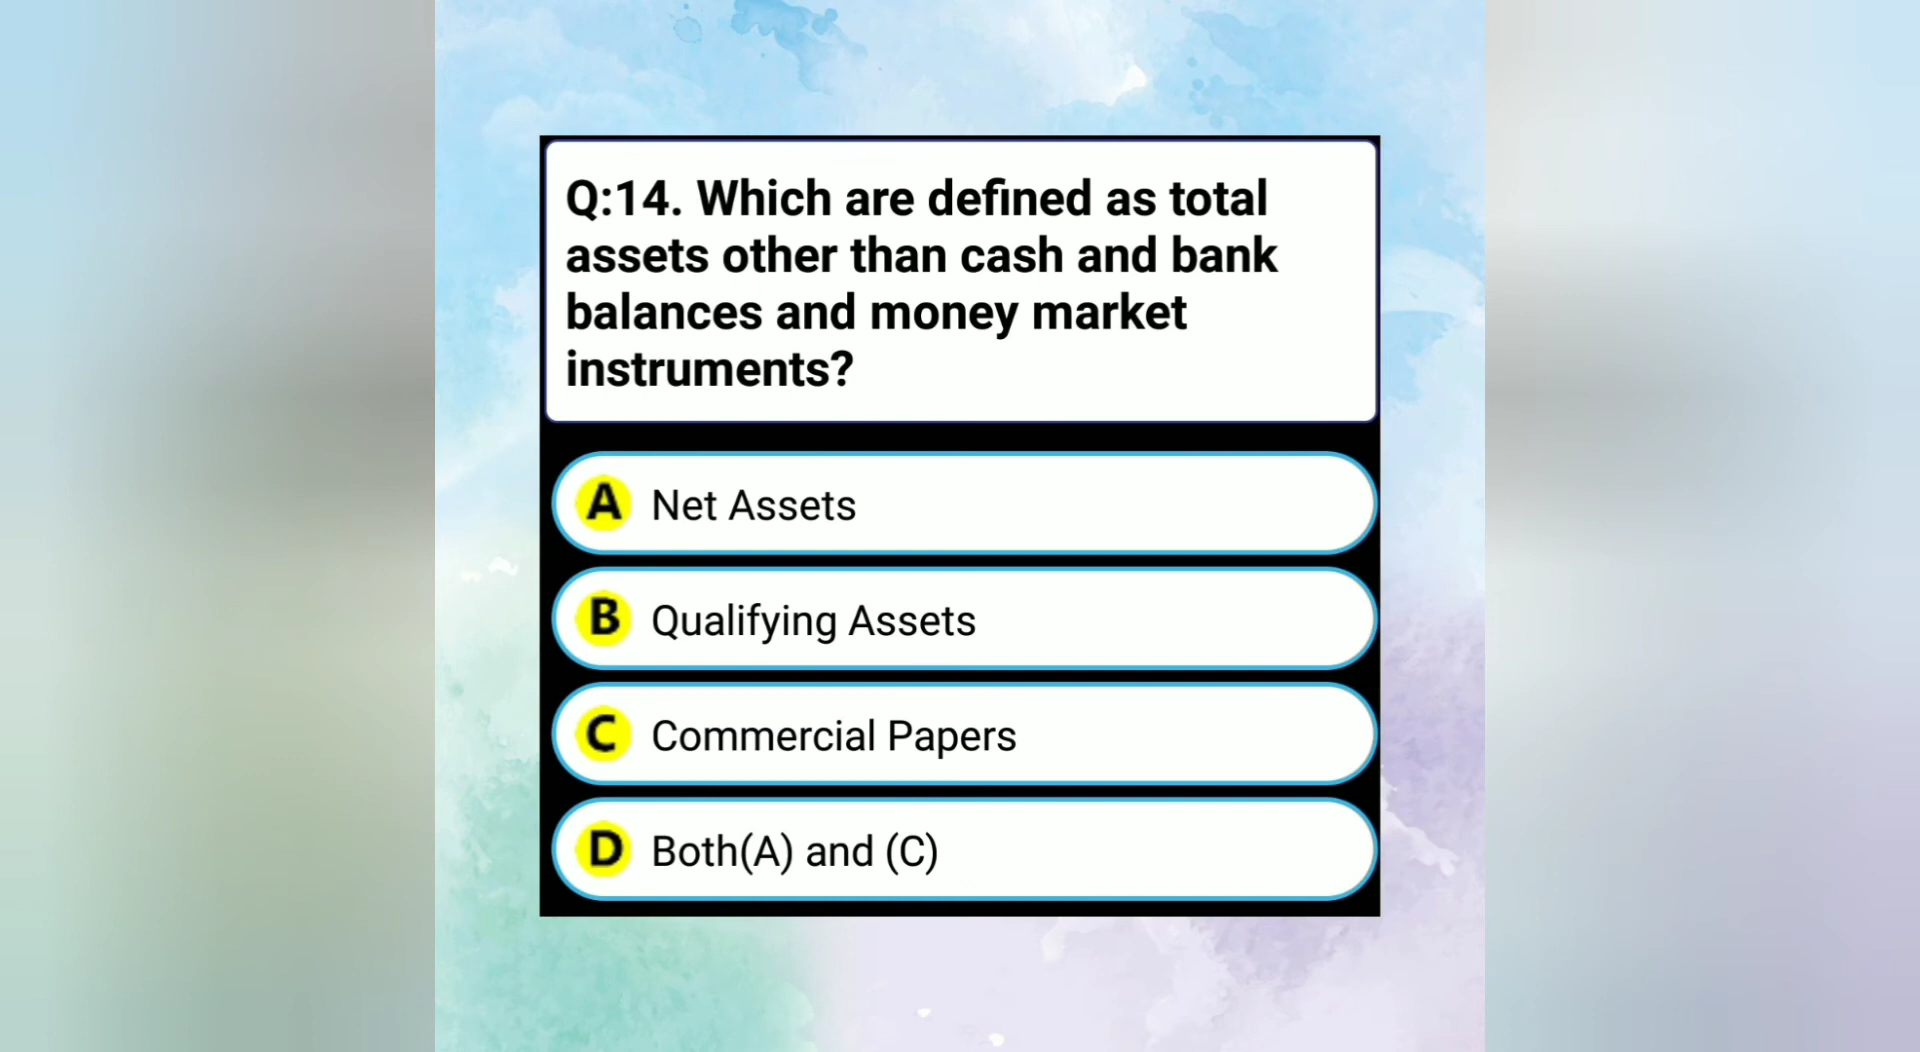 Q:14. Which are defined as total
assets other than cash and bank
balances and money market
instruments?
A Net Assets
B Qualifying Assets
C Commercial Papers
D Both(A) and (C)